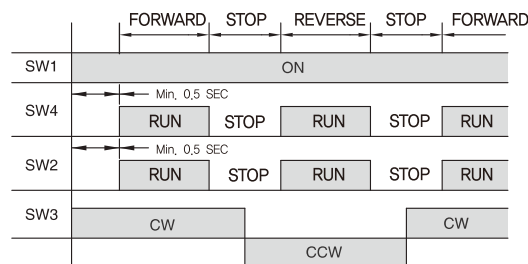 FORWARD STOP REVERSE STOP FORWARD
SW1 ON
Min. 0.5 SEC
SW4 RUN STOP RUN STOP RUN
Min. 0.5 SEC
SW2 RUN STOP RUN STOP RUN
SW3 CW CW
CCW